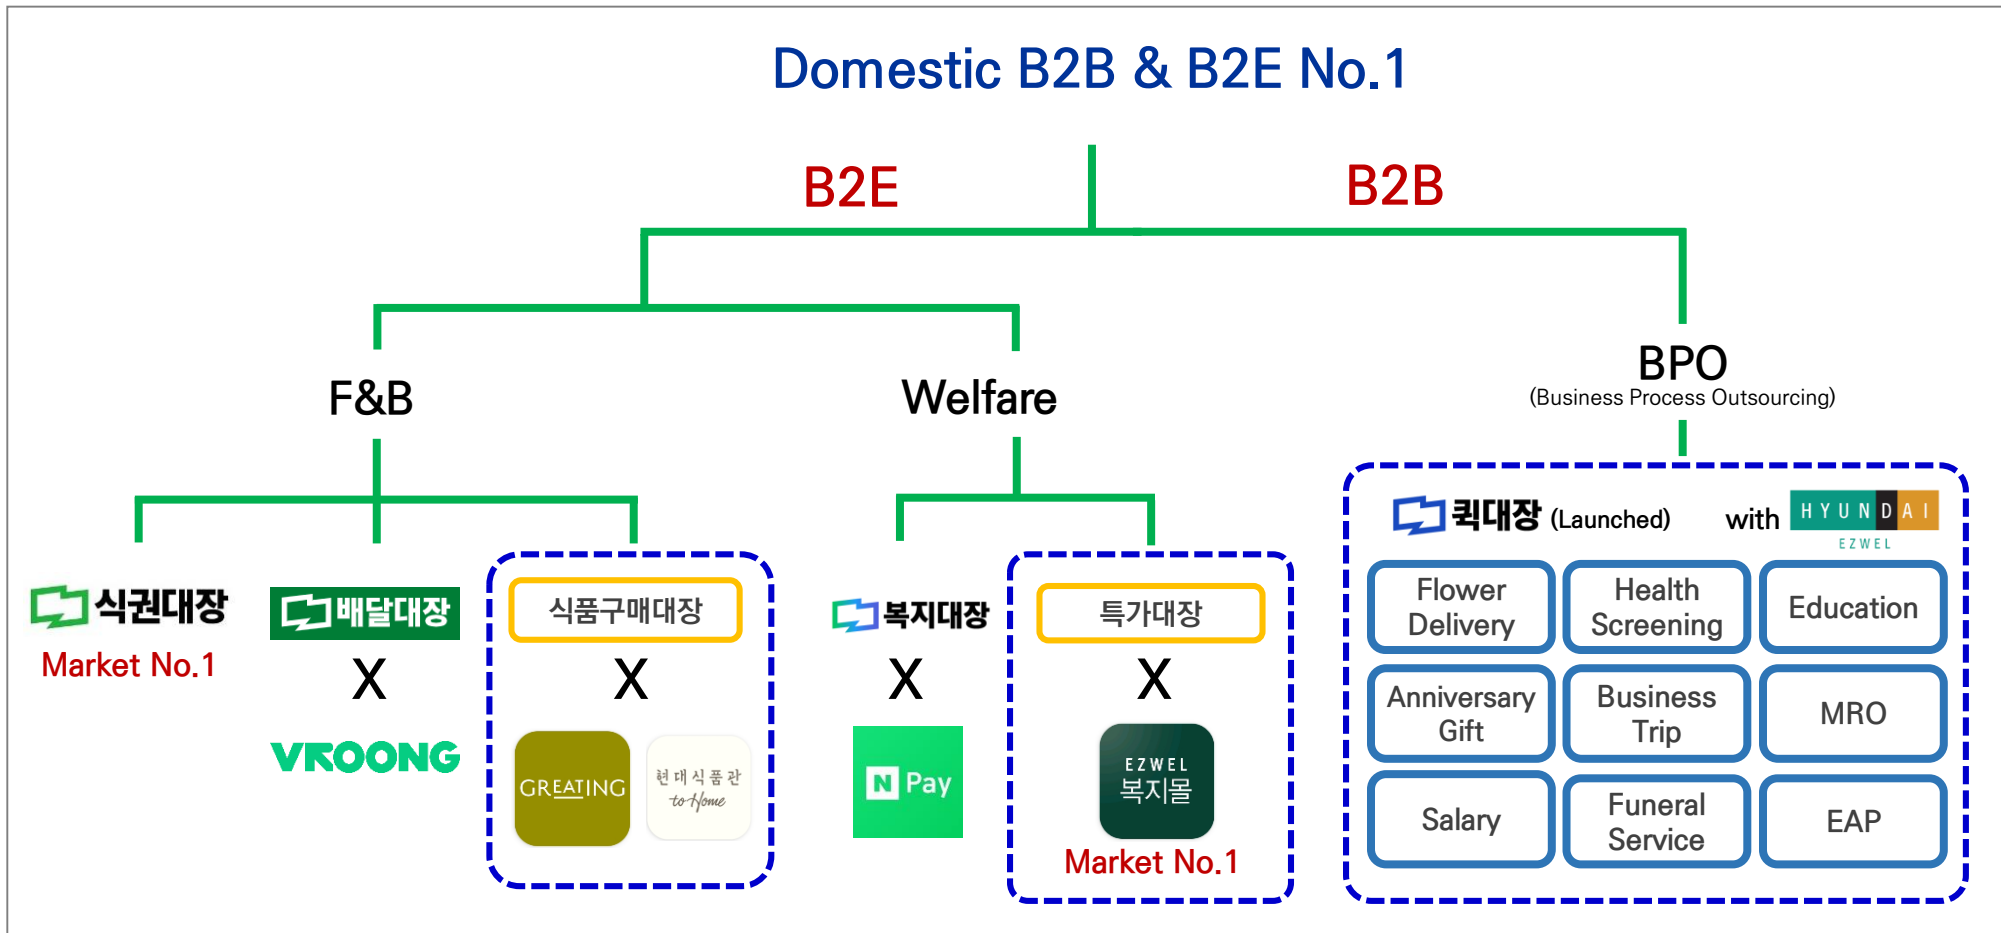 Domestic B2B & B2E No.1
B2E
B2B
F&B
Welfare
BPO
(Business Process Outsourcing)
식권대장
Market No.1
배달대장
X
VROONG
식품구매대장
X
GREATING
현대식품관
to Home
복지대장
X
N Pay
특가대장
X
EZWEL
복지몰
Market No.1
퀵대장 (Launched) with HYUNDAI
EZWEL
Flower
Delivery
Health
Screening
Education
Anniversary
Gift
Business
Trip
MRO
Salary
Funeral
Service
EAP